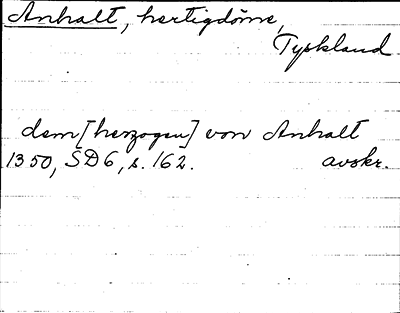 Anhalt, hertigdöme,
Tyskland
dem [herzogen] von Anhalt
1350, SD6, s. 162. avskr.